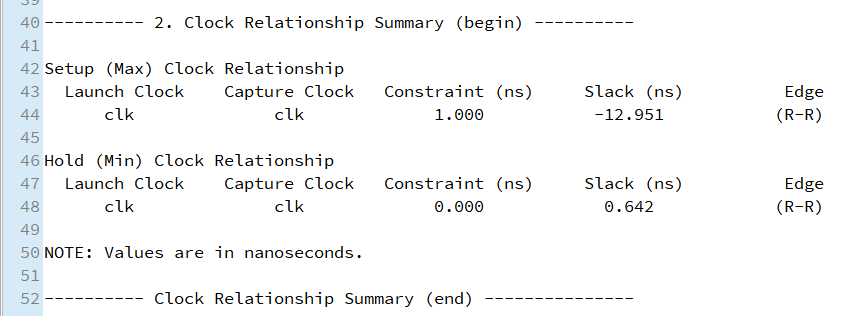 40 ---------- 2. Clock Relationship Summary (begin) ----------
41
42 Setup (Max) Clock Relationship
43 Launch Clock Capture Clock Constraint (ns) Slack (ns) Edge
44 clk clk 1.000 -12.951 (R-R)
45
46 Hold (Min) Clock Relationship
47 Launch Clock Capture Clock Constraint (ns) Slack (ns) Edge
48 clk clk 0.000 0.642 (R-R)
49
50 NOTE: Values are in nanoseconds.
51
52 ---------- Clock Relationship Summary (end) ---------------